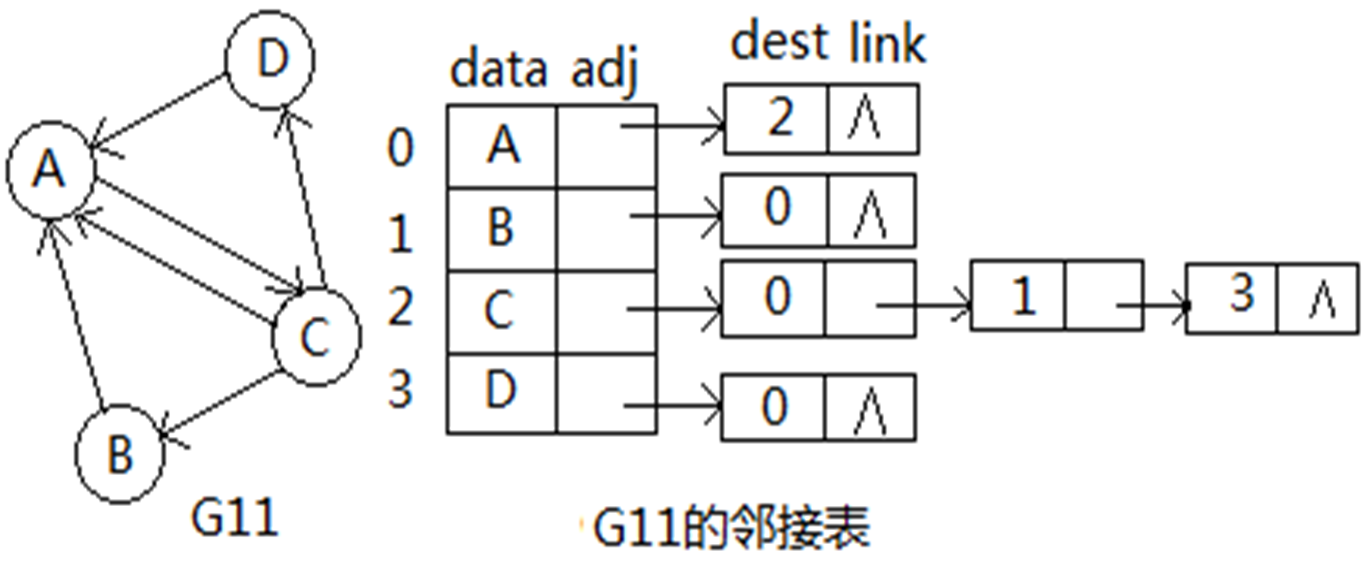 D
A
C
B
G11
data adj
dest link
0 A
2 ∧
1 B
0 ∧
2 C
0
1
3 ∧
3 D
0 ∧
G11的邻接表